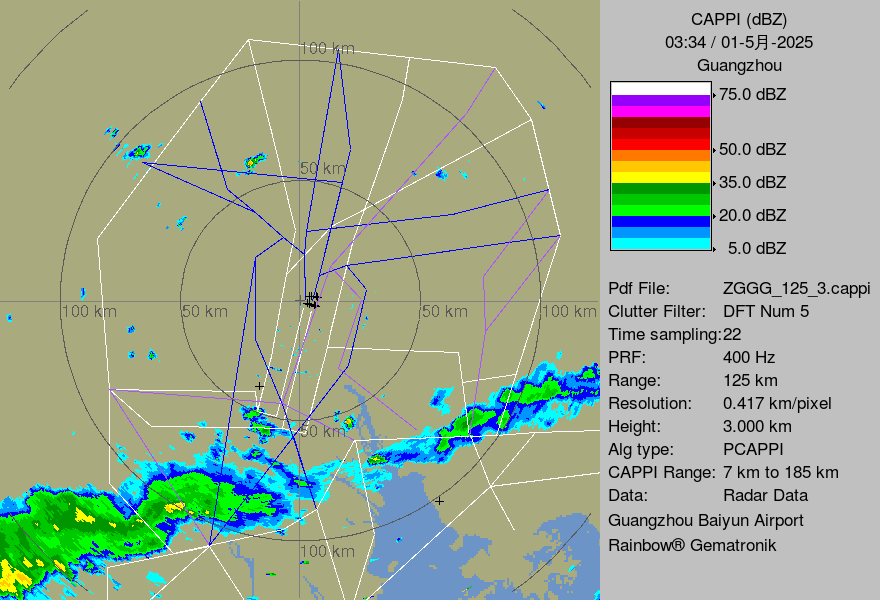 CAPPI (dBZ)
03:34 / 01-5月-2025
Guangzhou
75.0 dBZ
50.0 dBZ
35.0 dBZ
20.0 dBZ
5.0 dBZ
100 km
50 km
100 km
50 km
50 km
100 km
50 km
100 km
Pdf File: ZGGG_125_3.cappi
Clutter Filter: DFT Num 5
Time sampling:22
PRF: 400 Hz
Range: 125 km
Resolution: 0.417 km/pixel
Height: 3.000 km
Alg type: PCAPPI
CAPPI Range: 7 km to 185 km
Data: Radar Data
Guangzhou Baiyun Airport
Rainbow® Gematronik